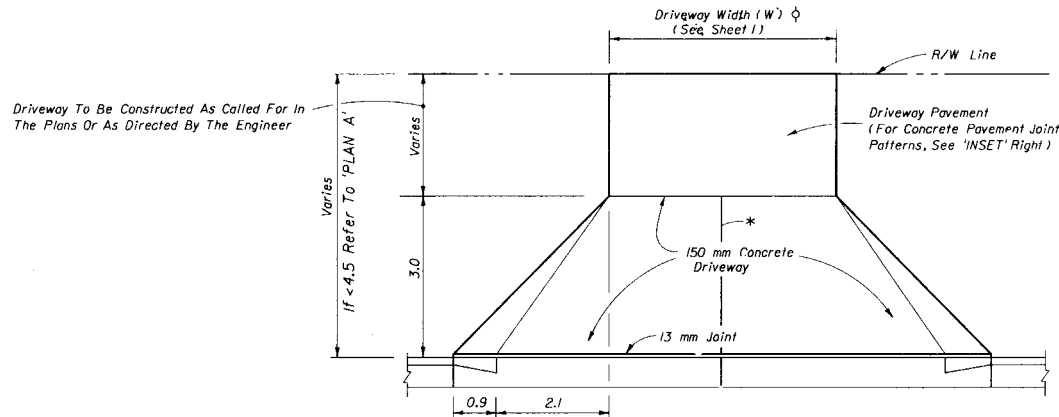 Driveway Width (W) ϕ
(See Sheet 1)
R/W Line
Driveway To Be Constructed As Called For In
The Plans Or As Directed By The Engineer
Varies
If <4.5 Refer To 'PLAN A'
Varies
3.0
Driveway Pavement
(For Concrete Pavement Joint
Patterns, See 'INSET' Right)
*
150 mm Concrete
Driveway
13 mm Joint
0.9
2.1